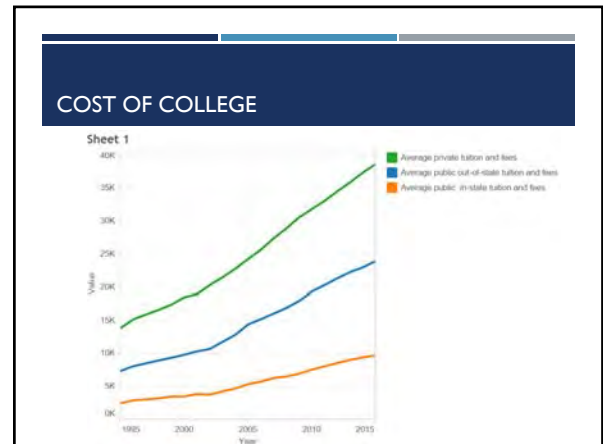 COST OF COLLEGE
Sheet 1
Average private tuition and fees
Average public out-of-state tuition and fees
Average public in-state tuition and fees
40K
35K
30K
25K
20K
15K
10K
5K
0K
Value
1995 2000 2005 2010 2015
Year